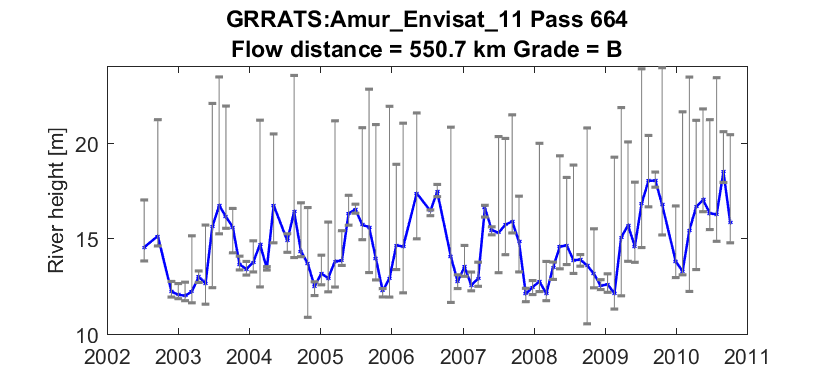 GRRATS:Amur_Envisat_11 Pass 664
Flow distance = 550.7 km Grade = B
River height [m]
20
15
10
2002 2003 2004 2005 2006 2007 2008 2009 2010 2011